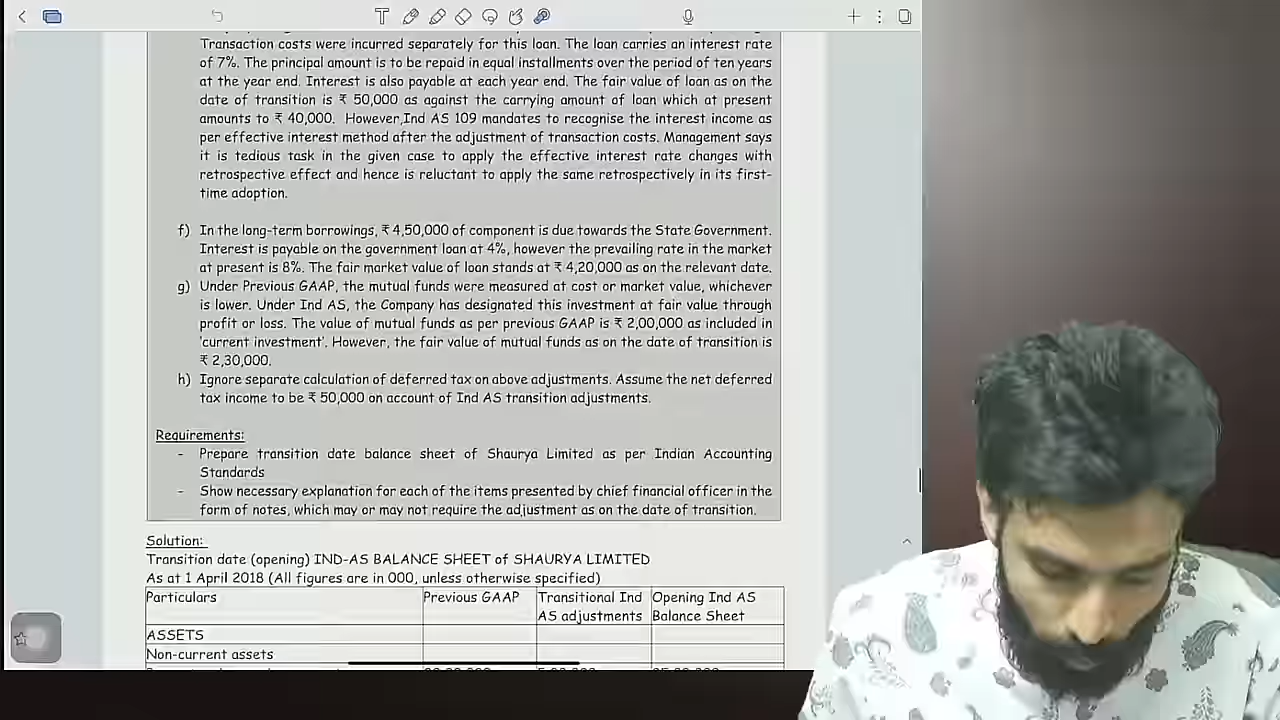 Transaction costs were incurred separately for this loan. The loan carries an interest rate
of 7%. The principal amount is to be repaid in equal installments over the period of ten years
at the year end. Interest is also payable at each year end. The fair value of loan as on the
date of transition is ₹ 50,000 as against the carrying amount of loan which at present
amounts to ₹ 40,000. However,Ind AS 109 mandates to recognise the interest income as
per effective interest method after the adjustment of transaction costs. Management says
it is tedious task in the given case to apply the effective interest rate changes with
retrospective effect and hence is reluctant to apply the same retrospectively in its first-
time adoption.
f) In the long-term borrowings, ₹ 4,50,000 of component is due towards the State Government.
Interest is payable on the government loan at 4%, however the prevailing rate in the market
at present is 8%. The fair market value of loan stands at ₹ 4,20,000 as on the relevant date.
g) Under Previous GAAP, the mutual funds were measured at cost or market value, whichever
is lower. Under Ind AS, the Company has designated this investment at fair value through
profit or loss. The value of mutual funds as per previous GAAP is ₹ 2,00,000 as included in
'current investment'. However, the fair value of mutual funds as on the date of transition is
₹ 2,30,000.
h) Ignore separate calculation of deferred tax on above adjustments. Assume the net deferred
tax income to be ₹ 50,000 on account of Ind AS transition adjustments.
Requirements:
- Prepare transition date balance sheet of Shaurya Limited as per Indian Accounting
Standards
- Show necessary explanation for each of the items presented by chief financial officer in the
form of notes, which may or may not require the adjustment as on the date of transition.
Solution:
Transition date (opening) IND-AS BALANCE SHEET of SHAURYA LIMITED
As at 1 April 2018 (All figures are in 000, unless otherwise specified)
Particulars Previous GAAP Transitional Ind AS adjustments Opening Ind AS Balance Sheet
ASSETS
Non-current assets